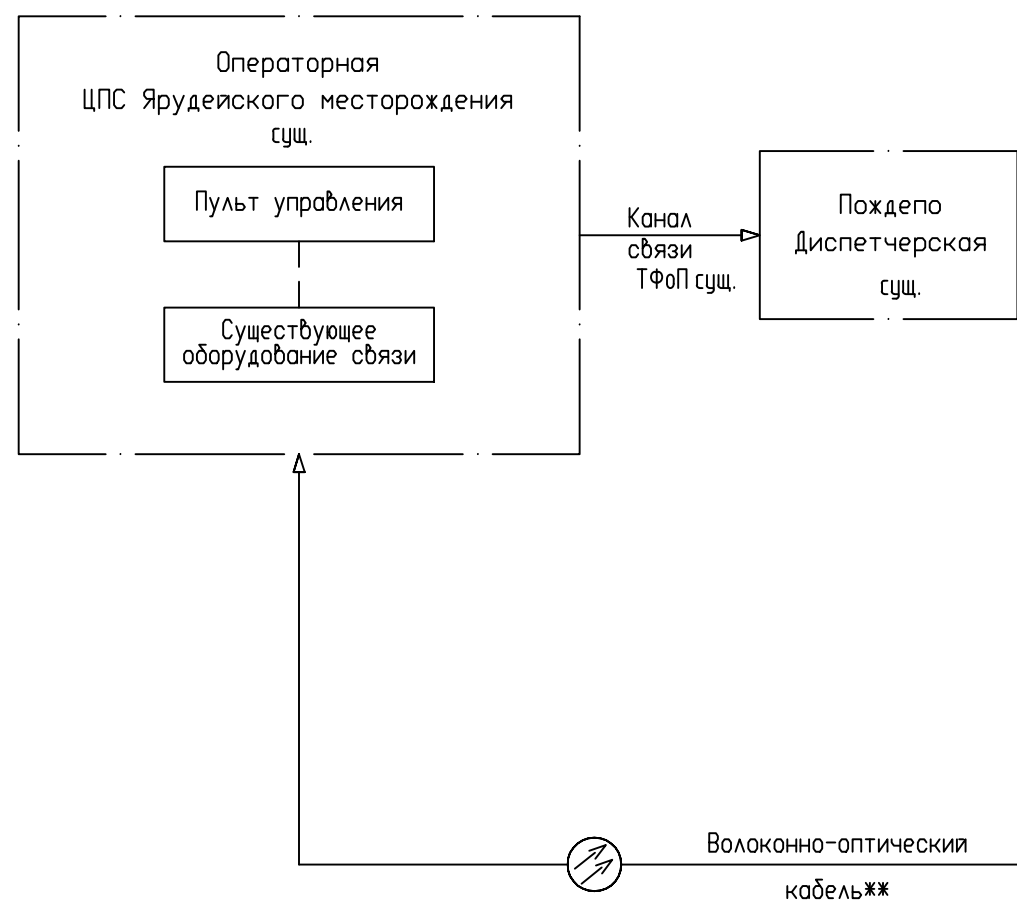 Операторная
ЦПС Ярудейского месторождения
сущ.
Пульт управления
Существующее
оборудование связи
Канал
связи
ТФоП сущ.
Пождепо
Диспетчерская
сущ.
Волоконно-оптический
кабель**